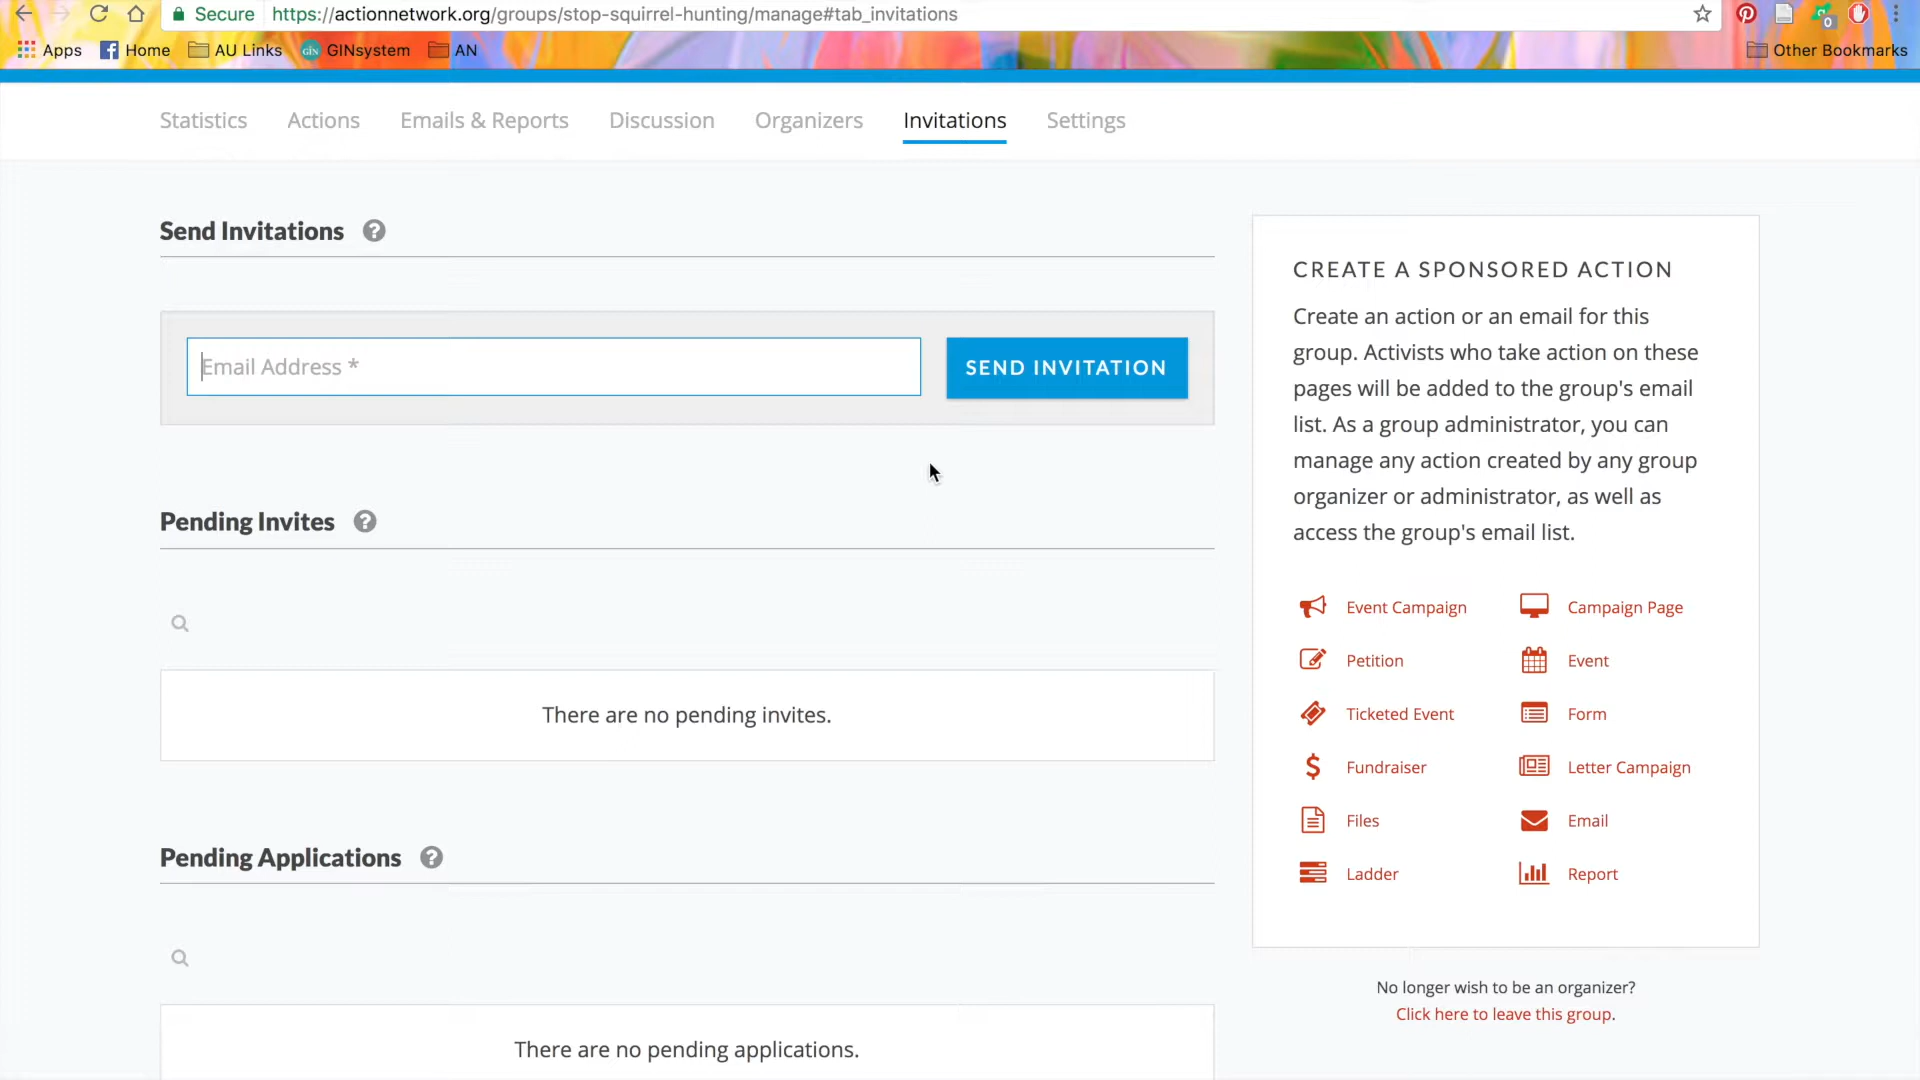 Secure https://actionnetwork.org/groups/stop-squirrel-hunting/manage#tab_invitations
0
Apps Home AU Links GIN GINsystem AN Other Bookmarks
Statistics Actions Emails & Reports Discussion Organizers Invitations Settings
Send Invitations ?
Email Address *
SEND INVITATION
Pending Invites ?
There are no pending invites.
Pending Applications ?
There are no pending applications.
CREATE A SPONSORED ACTION
Create an action or an email for this
group. Activists who take action on these
pages will be added to the group's email
list. As a group administrator, you can
manage any action created by any group
organizer or administrator, as well as
access the group's email list.
Event Campaign Campaign Page
Petition Event
Ticketed Event Form
Fundraiser Letter Campaign
Files Email
Ladder Report
No longer wish to be an organizer?
Click here to leave this group.